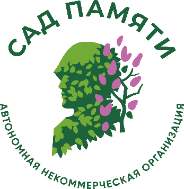 САД ПАМЯТИ
АВТОНОМНАЯ НЕКОММЕРЧЕСКАЯ ОРГАНИЗАЦИЯ